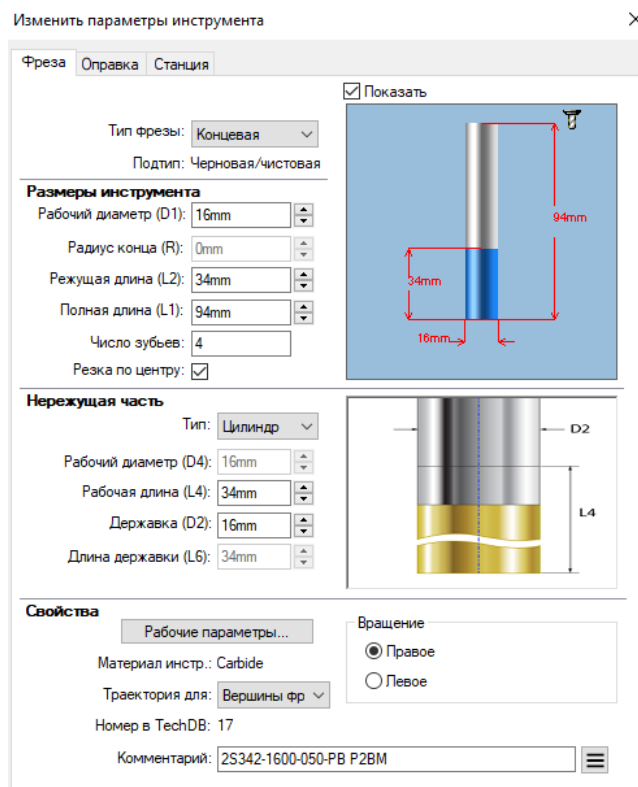 Изменить параметры инструмента
Фреза Оправка Станция
Показать
Тип фрезы: Концевая
Подтип: Черновая/чистовая
Размеры инструмента
Рабочий диаметр (D1): 16mm
Радиус конца (R): 0mm
Режущая длина (L2): 34mm
Полная длина (L1): 94mm
Число зубьев: 4
Резка по центру:
94mm
34mm
16mm
Нережущая часть
Тип: Цилиндр
Рабочий диаметр (D4): 16mm
Рабочая длина (L4): 34mm
Державка (D2): 16mm
Длина державки (L6): 34mm
D2
L4
Свойства
Рабочие параметры...
Материал инстр.: Carbide
Траектория для: Вершины фр
Номер в TechDB: 17
Комментарий: 2S342-1600-050-PB P2BM
Вращение
Правое
Левое